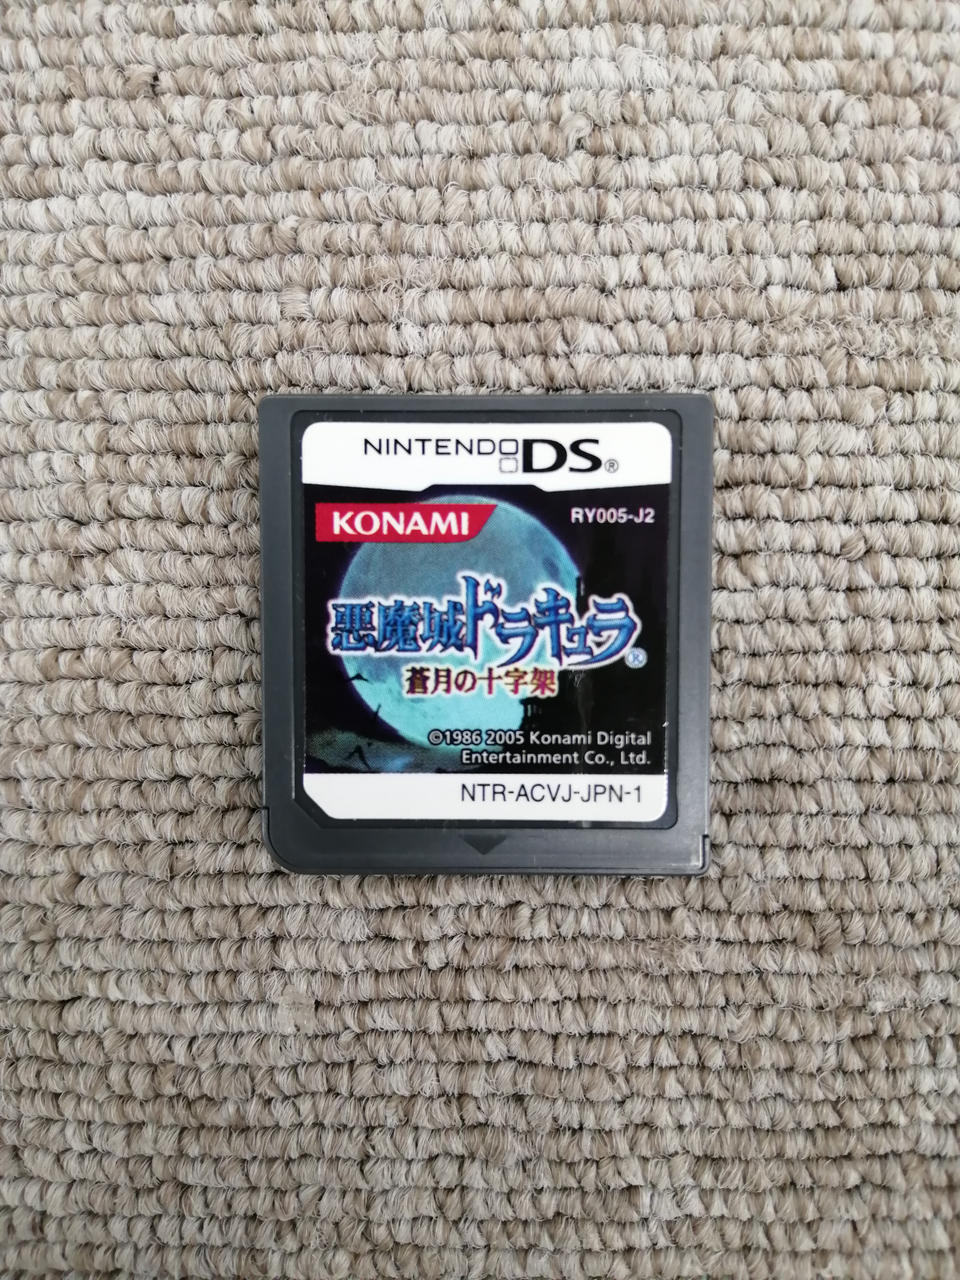 NINTENDO DS®
KONAMI
RY005-J2
悪魔城ドラキュラ®
蒼月の十字架
©1986 2005 Konami Digital
Entertainment Co., Ltd.
NTR-ACVJ-JPN-1